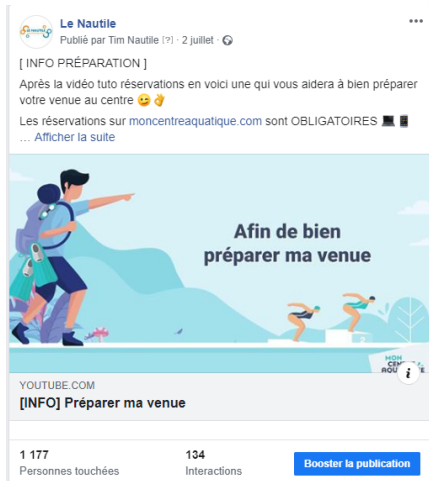 Le Nautile
Publié par Tim Nautile [?] · 2 juillet ·
[ INFO PRÉPARATION ]
Après la vidéo tuto réservations en voici une qui vous aidera à bien préparer
votre venue au centre 😉 👌
Les réservations sur moncentreaquatique.com sont OBLIGATOIRES 💻 📱
... Afficher la suite
Afin de bien
préparer ma venue
MON
YOUTUBE.COM
[INFO] Préparer ma venue
1 177
134
Personnes touchées
Interactions
Booster la publication